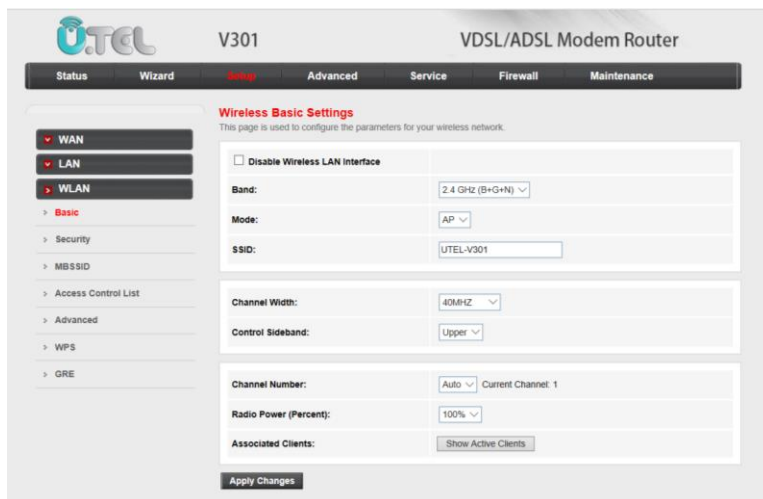 U.TEL
V301 VDSL/ADSL Modem Router
Status Wizard Setup Advanced Service Firewall Maintenance
WAN
LAN
WLAN
Basic
Security
MBSSID
Access Control List
Advanced
WPS
GRE
Wireless Basic Settings
This page is used to configure the parameters for your wireless network.
Disable Wireless LAN Interface
Band: 2.4 GHz (B+G+N)
Mode: AP
SSID: UTEL-V301
Channel Width: 40MHZ
Control Sideband: Upper
Channel Number: Auto Current Channel: 1
Radio Power (Percent): 100%
Associated Clients: Show Active Clients
Apply Changes